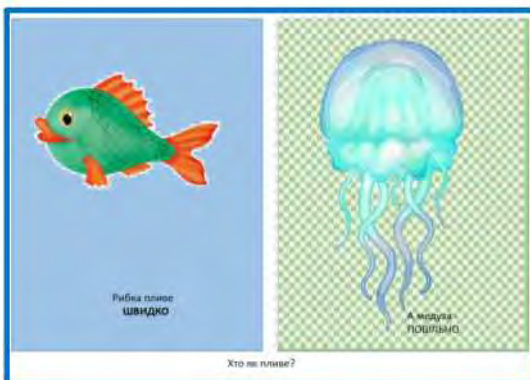 Рибка пливе
ШВИДКО
А медуза -
ПОВІЛЬНО
Хто як пливе?